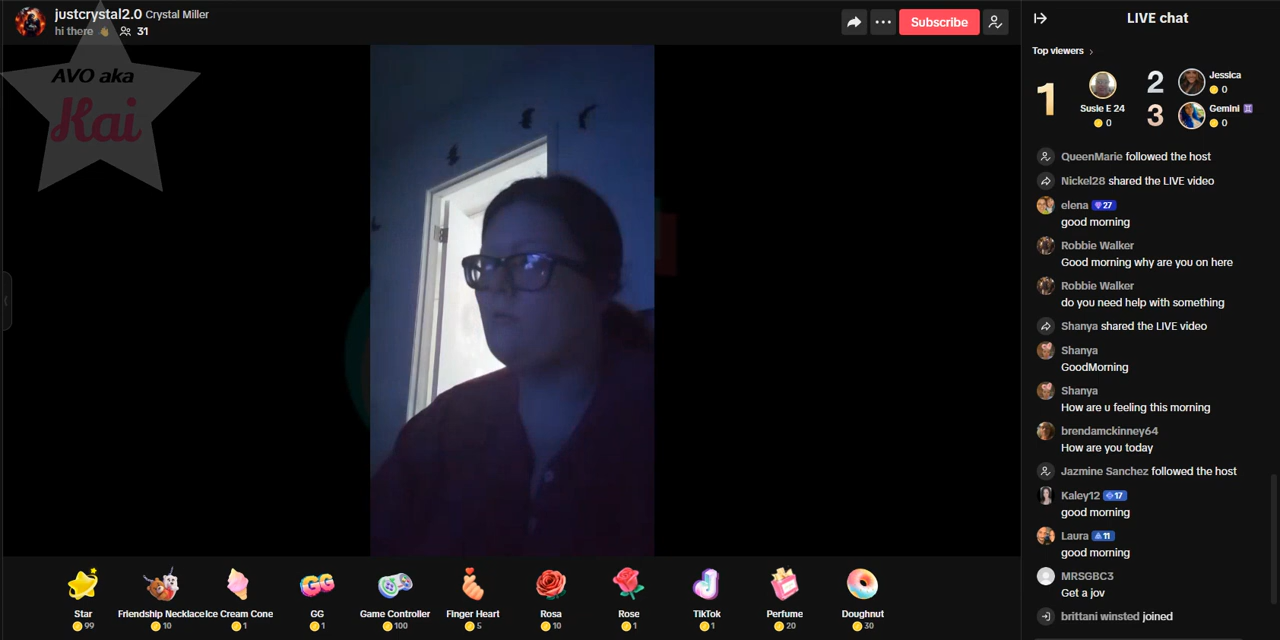 justcrystal2.0 Crystal Miller
hi there 👋 31
Subscribe
AVO aka
Kai
LIVE chat
Top viewers
1
Susie E 24
0
2
Jessica
0
3
Gemini ♊
0
QueenMarie followed the host
Nickel28 shared the LIVE video
elena 27
good morning
Robbie Walker
Good morning why are you on here
Robbie Walker
do you need help with something
Shanya shared the LIVE video
Shanya
GoodMorning
Shanya
How are u feeling this morning
brendamckinney64
How are you today
Jazmine Sanchez followed the host
Kaley12 17
good morning
Laura 11
good morning
MRSGBC3
Get a jov
brittani winsted joined
GG
Star Friendship Necklace Ice Cream Cone GG Game Controller Finger Heart Rosa Rose TikTok Perfume Doughnut
99 10 1 1 100 5 10 1 1 20 30